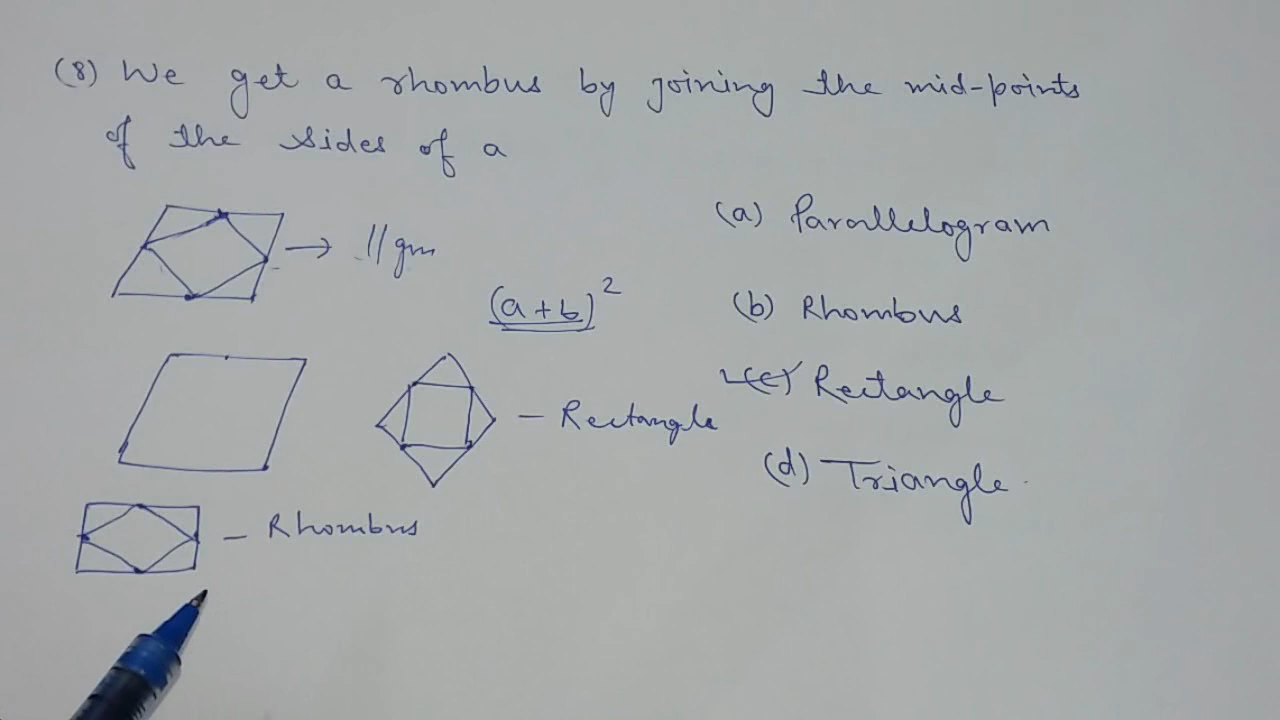 (8) We get a rhombus by joining the mid-points
of the sides of a
→ //gm
(a) Parallelogram
(a+b)²
(b) Rhombus
(c) Rectangle
– Rectangle
(d) Triangle
– Rhombus